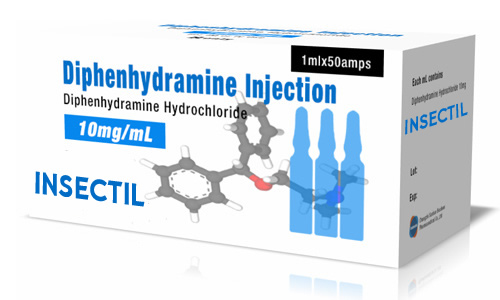 1mlx50amps
Diphenhydramine Injection
Diphenhydramine Hydrochloride
10mg/mL
INSECTIL
Each mL contains
Diphenhydramine Hydrochloride 10mg
INSECTIL
Lot:
Exp: